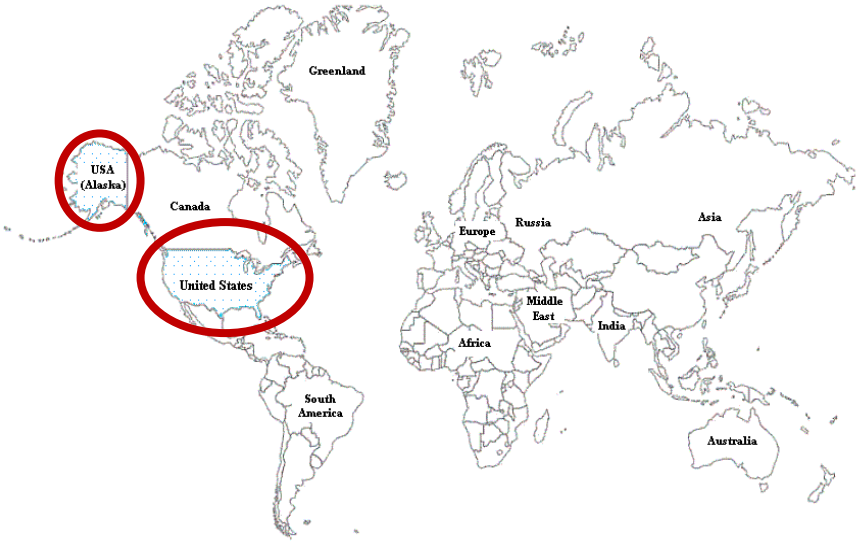 Greenland
USA
(Alaska)
Canada
Asia
Russia
Europe
United States
Middle
East
India
Africa
South
America
Australia